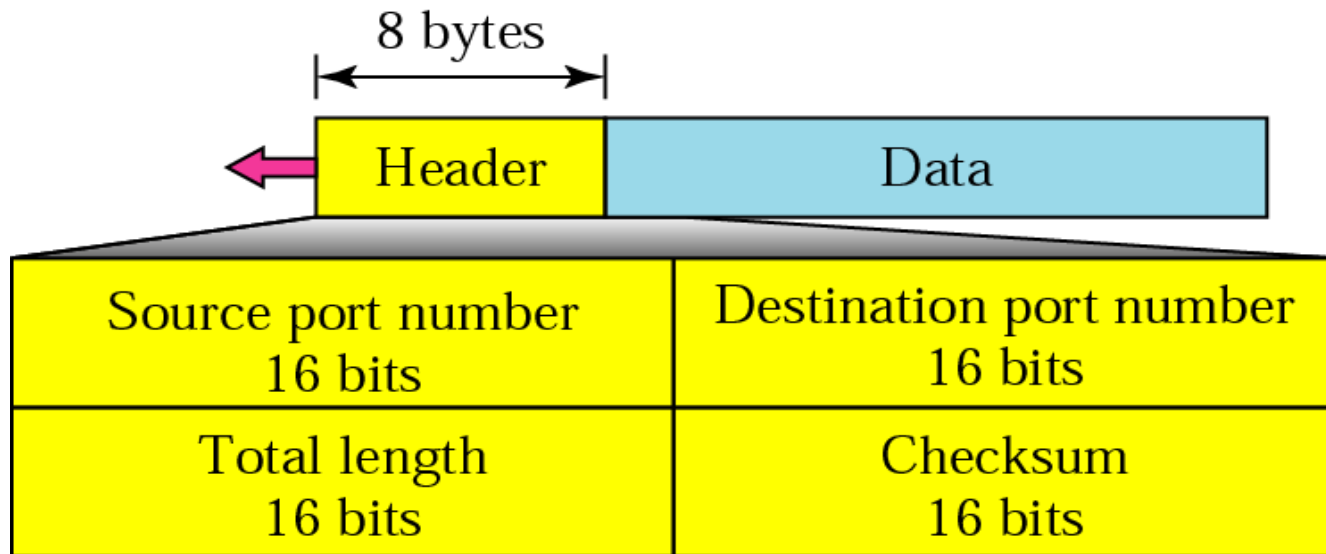 8 bytes
Header
Data
Source port number
16 bits
Destination port number
16 bits
Total length
16 bits
Checksum
16 bits